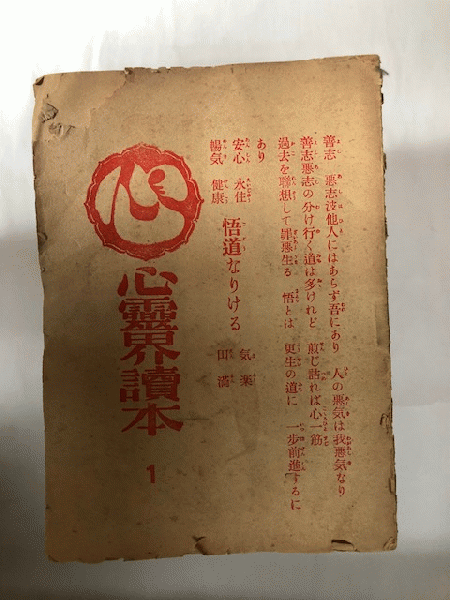 善志 悪志は他人にはあらず吾にあり 人の悪気は我悪気なり
善志悪志の分け行く道は多けれど 煎じ詰れば心一筋
過去を聯想して罪悪生る 悟とは 更生の道に 一歩前進するに
あり
安心 永住
暢気 健康 悟道なりける 気楽
田満
心
心靈界讀本
1